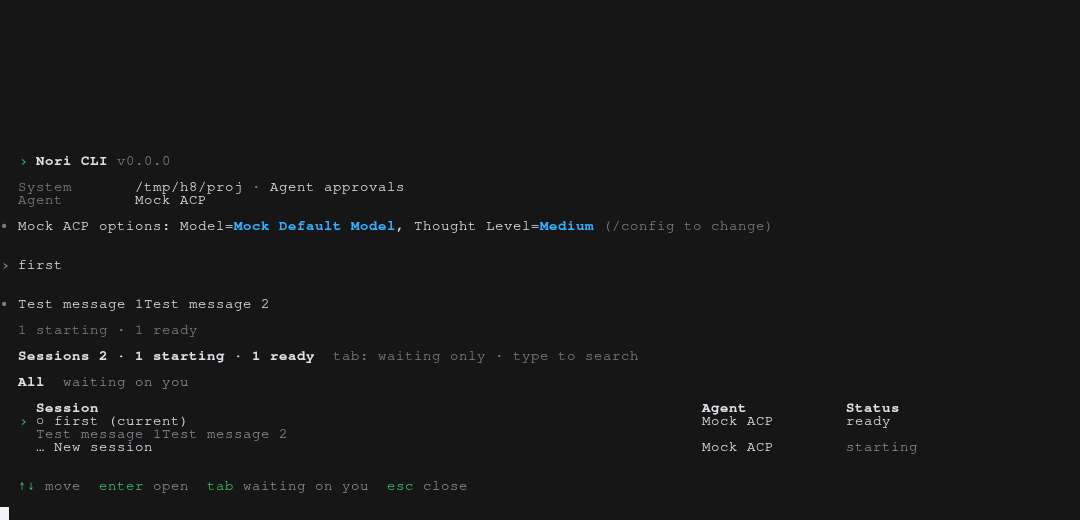 › Nori CLI v0.0.0
System /tmp/h8/proj · Agent approvals
Agent Mock ACP
• Mock ACP options: Model=Mock Default Model, Thought Level=Medium (/config to change)
› first
• Test message 1Test message 2
1 starting · 1 ready
Sessions 2 · 1 starting · 1 ready tab: waiting only · type to search
All waiting on you
Session Agent Status
› ○ first (current) Mock ACP ready
Test message 1Test message 2
… New session Mock ACP starting
↑↓ move enter open tab waiting on you esc close